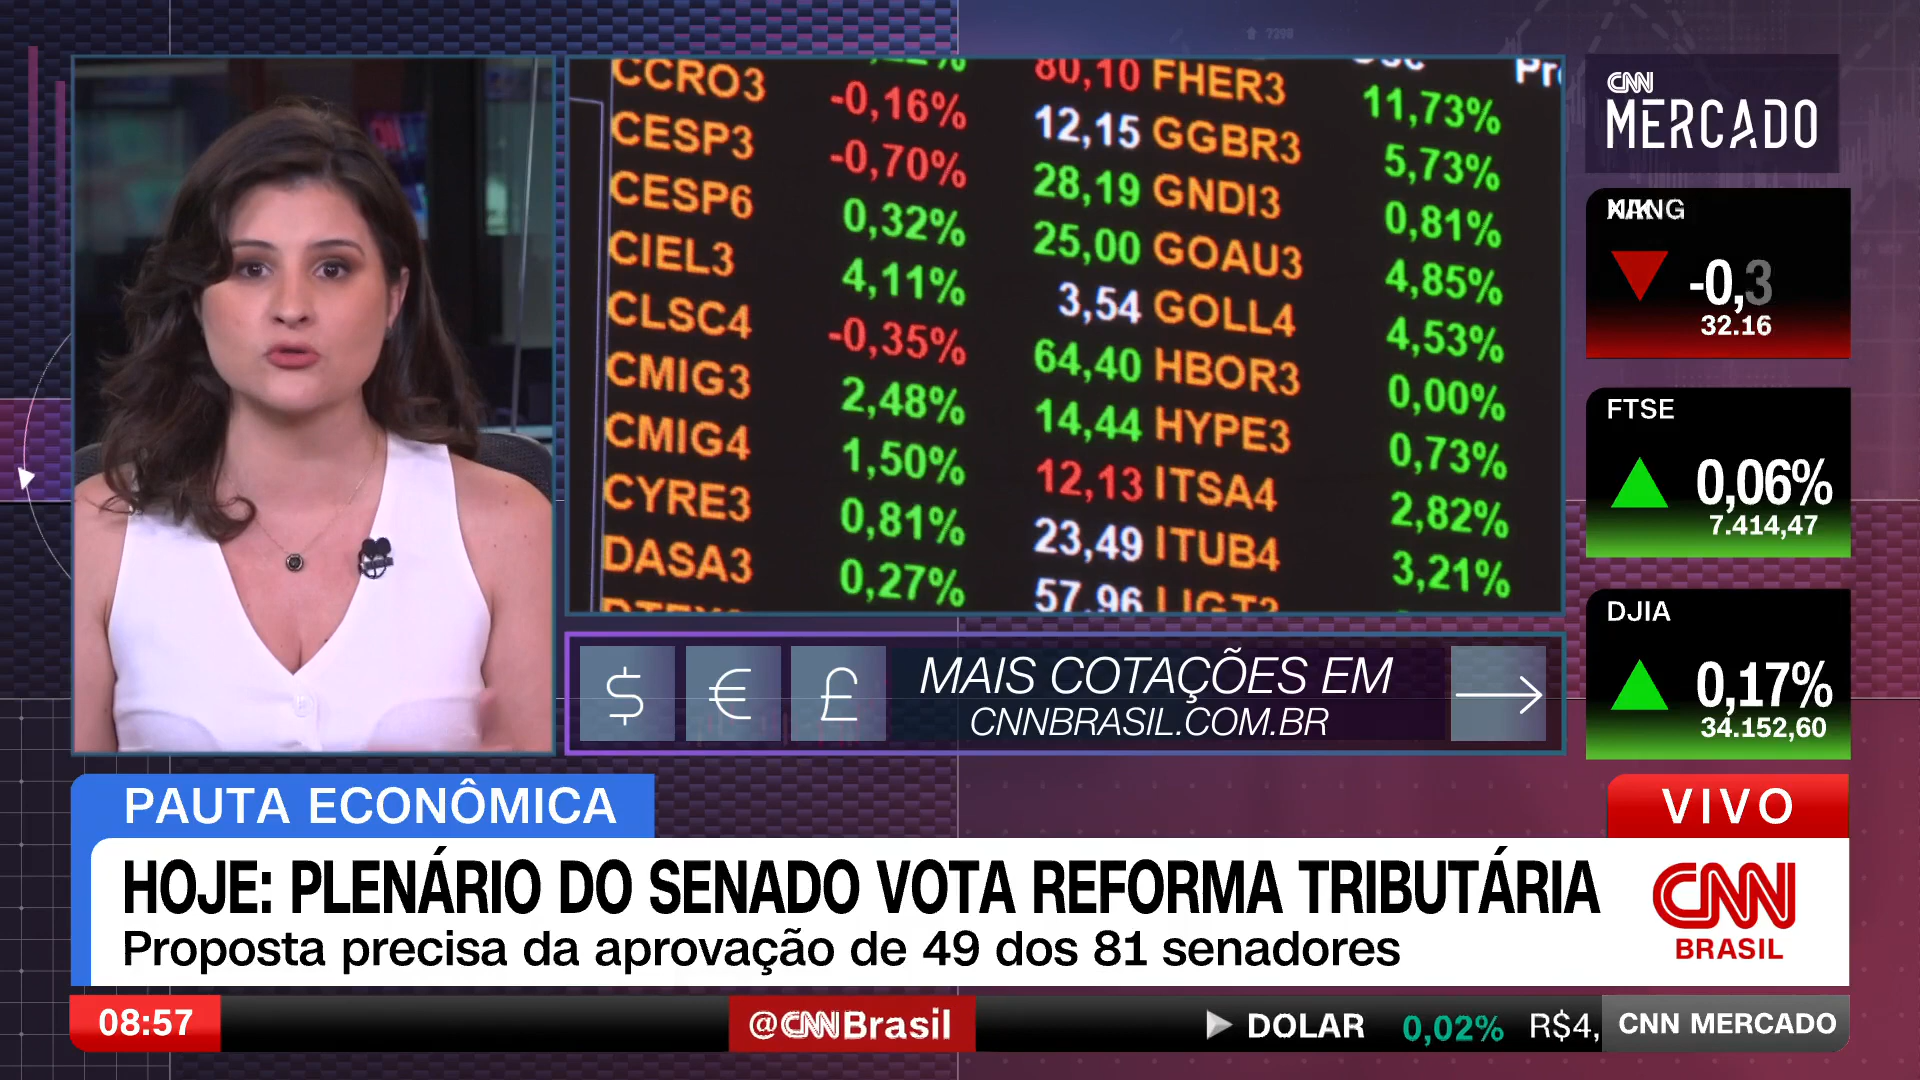 CCRO3 -0,16% 80,10 FHER3 11,73%
CESP3 -0,70% 12,15 GGBR3 5,73%
CESP6 0,32% 28,19 GNDI3 0,81%
CIEL3 4,11% 25,00 GOAU3 4,85%
CLSC4 -0,35% 3,54 GOLL4 4,53%
CMIG3 2,48% 64,40 HBOR3 0,00%
CMIG4 1,50% 14,44 HYPE3 0,73%
CYRE3 0,81% 12,13 ITSA4 2,82%
DASA3 0,27% 23,49 ITUB4 3,21%
57,96
CNN
MERCADO
-0,3
32.16
FTSE
0,06%
7.414,47
DJIA
0,17%
34.152,60
$ € £ MAIS COTAÇÕES EM
CNNBRASIL.COM.BR
PAUTA ECONÔMICA
VIVO
HOJE: PLENÁRIO DO SENADO VOTA REFORMA TRIBUTÁRIA
Proposta precisa da aprovação de 49 dos 81 senadores
CNN
BRASIL
08:57 @CNNBrasil DOLAR 0,02% R$4, CNN MERCADO